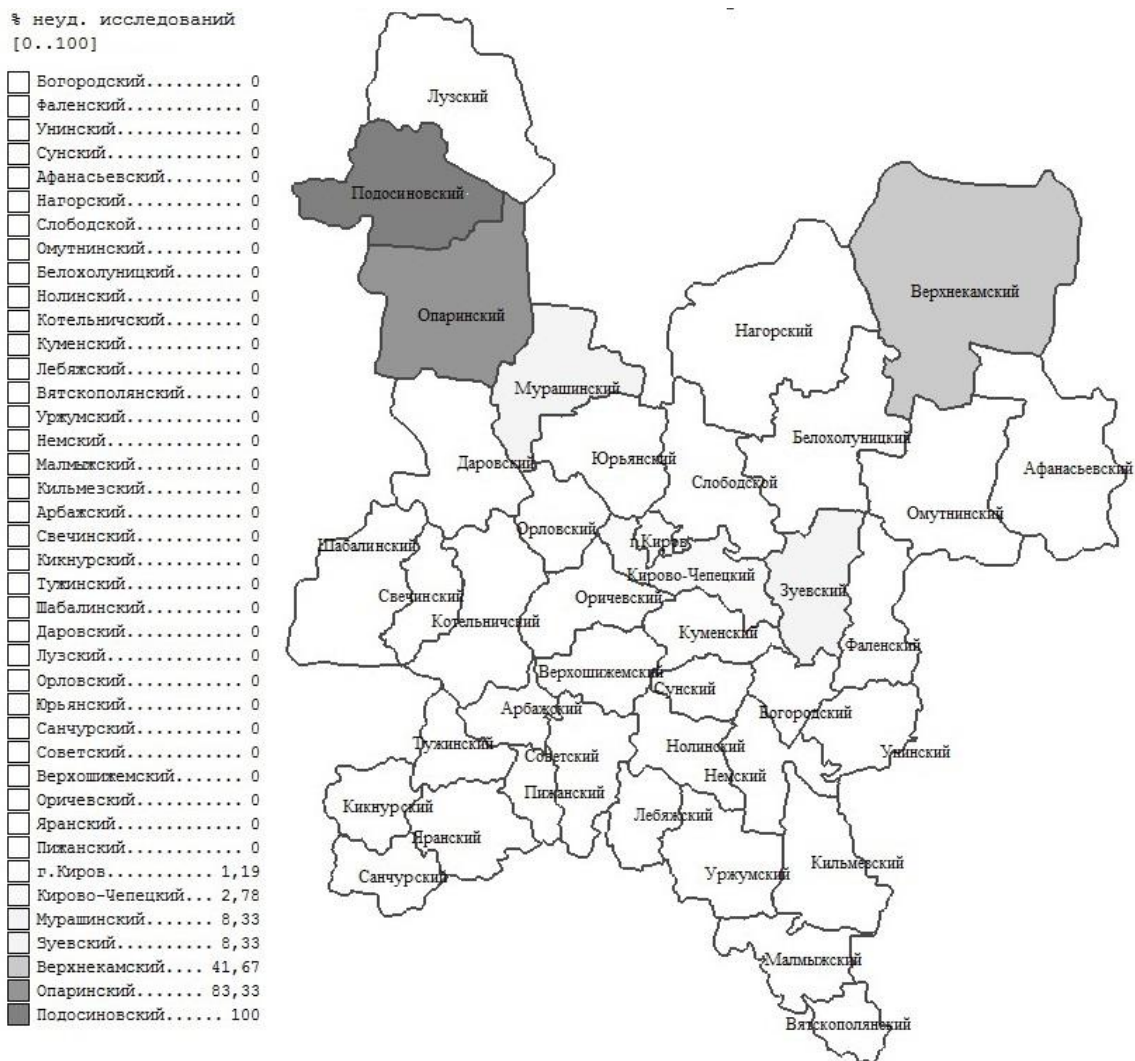 % неуд. исследований
[0..100]
Богородский.......... 0
Фаленский............ 0
Унинский............. 0
Сунский.............. 0
Афанасьевский........ 0
Нагорский............ 0
Слободской........... 0
Омутнинский.......... 0
Белохолуницкий....... 0
Нолинский............ 0
Котельничский........ 0
Куменский............ 0
Лебяжский............ 0
Вятскополянский...... 0
Уржумский............ 0
Немский.............. 0
Малмыжский........... 0
Кильмезский.......... 0
Арбажский............ 0
Свечинский........... 0
Кикнурский........... 0
Тужинский............ 0
Шабалинский.......... 0
Даровский............ 0
Лузский.............. 0
Орловский............ 0
Юрьянский............ 0
Санчурский........... 0
Советский............ 0
Верхошижемский....... 0
Оричевский........... 0
Яранский............. 0
Пижанский............ 0
г.Киров........... 1,19
Кирово-Чепецкий... 2,78
Мурашинский....... 8,33
Зуевский.......... 8,33
Верхнекамский.... 41,67
Опаринский....... 83,33
Подосиновский...... 100
Лузский
Подосиновский
Верхнекамский
Опаринский
Нагорский
Мурашинский
Белохолуницкий
Юрьянский
Даровский
Афанасьевский
Слободской
Омутнинский
Орловский
г.Киров
Шабалинский
Кирово-Чепецкий
Зуевский
Свечинский
Оричевский
Котельничский
Куменский
Фаленский
Верхошижемский
Сунский
Арбажский
Богородский
Тужинский
Нолинский
Унинский
Советский
Немский
Пижанский
Кикнурский
Лебяжский
Яранский
Кильмезский
Уржумский
Санчурский
Малмыжский
Вятскополянский